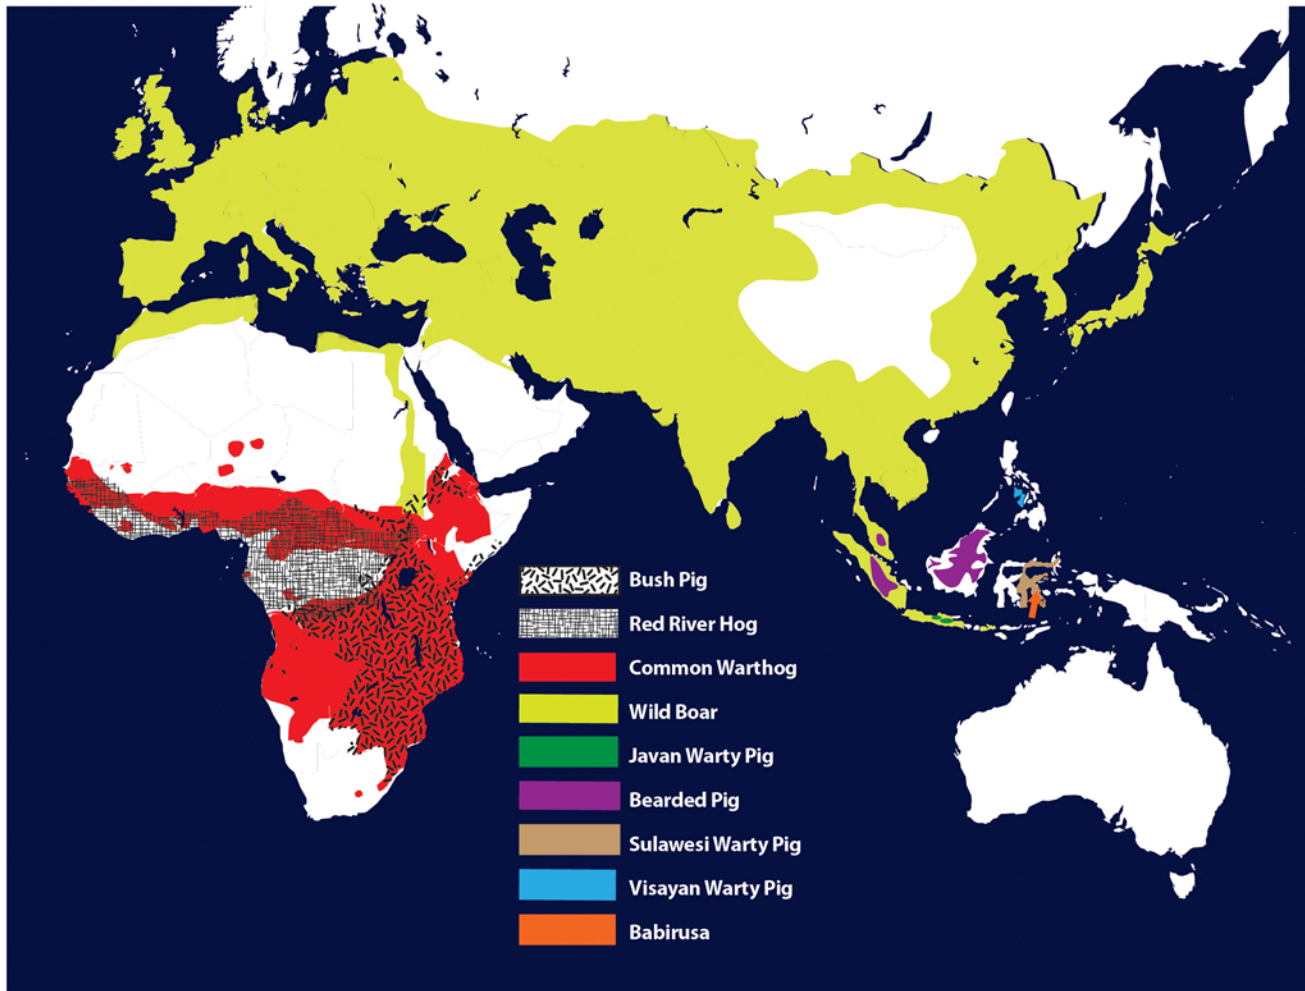 Bush Pig
Red River Hog
Common Warthog
Wild Boar
Javan Warty Pig
Bearded Pig
Sulawesi Warty Pig
Visayan Warty Pig
Babirusa